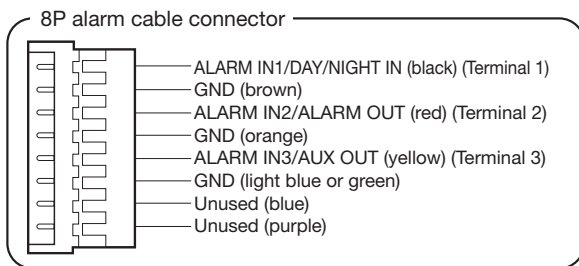 8P alarm cable connector
ALARM IN1/DAY/NIGHT IN (black) (Terminal 1)
GND (brown)
ALARM IN2/ALARM OUT (red) (Terminal 2)
GND (orange)
ALARM IN3/AUX OUT (yellow) (Terminal 3)
GND (light blue or green)
Unused (blue)
Unused (purple)